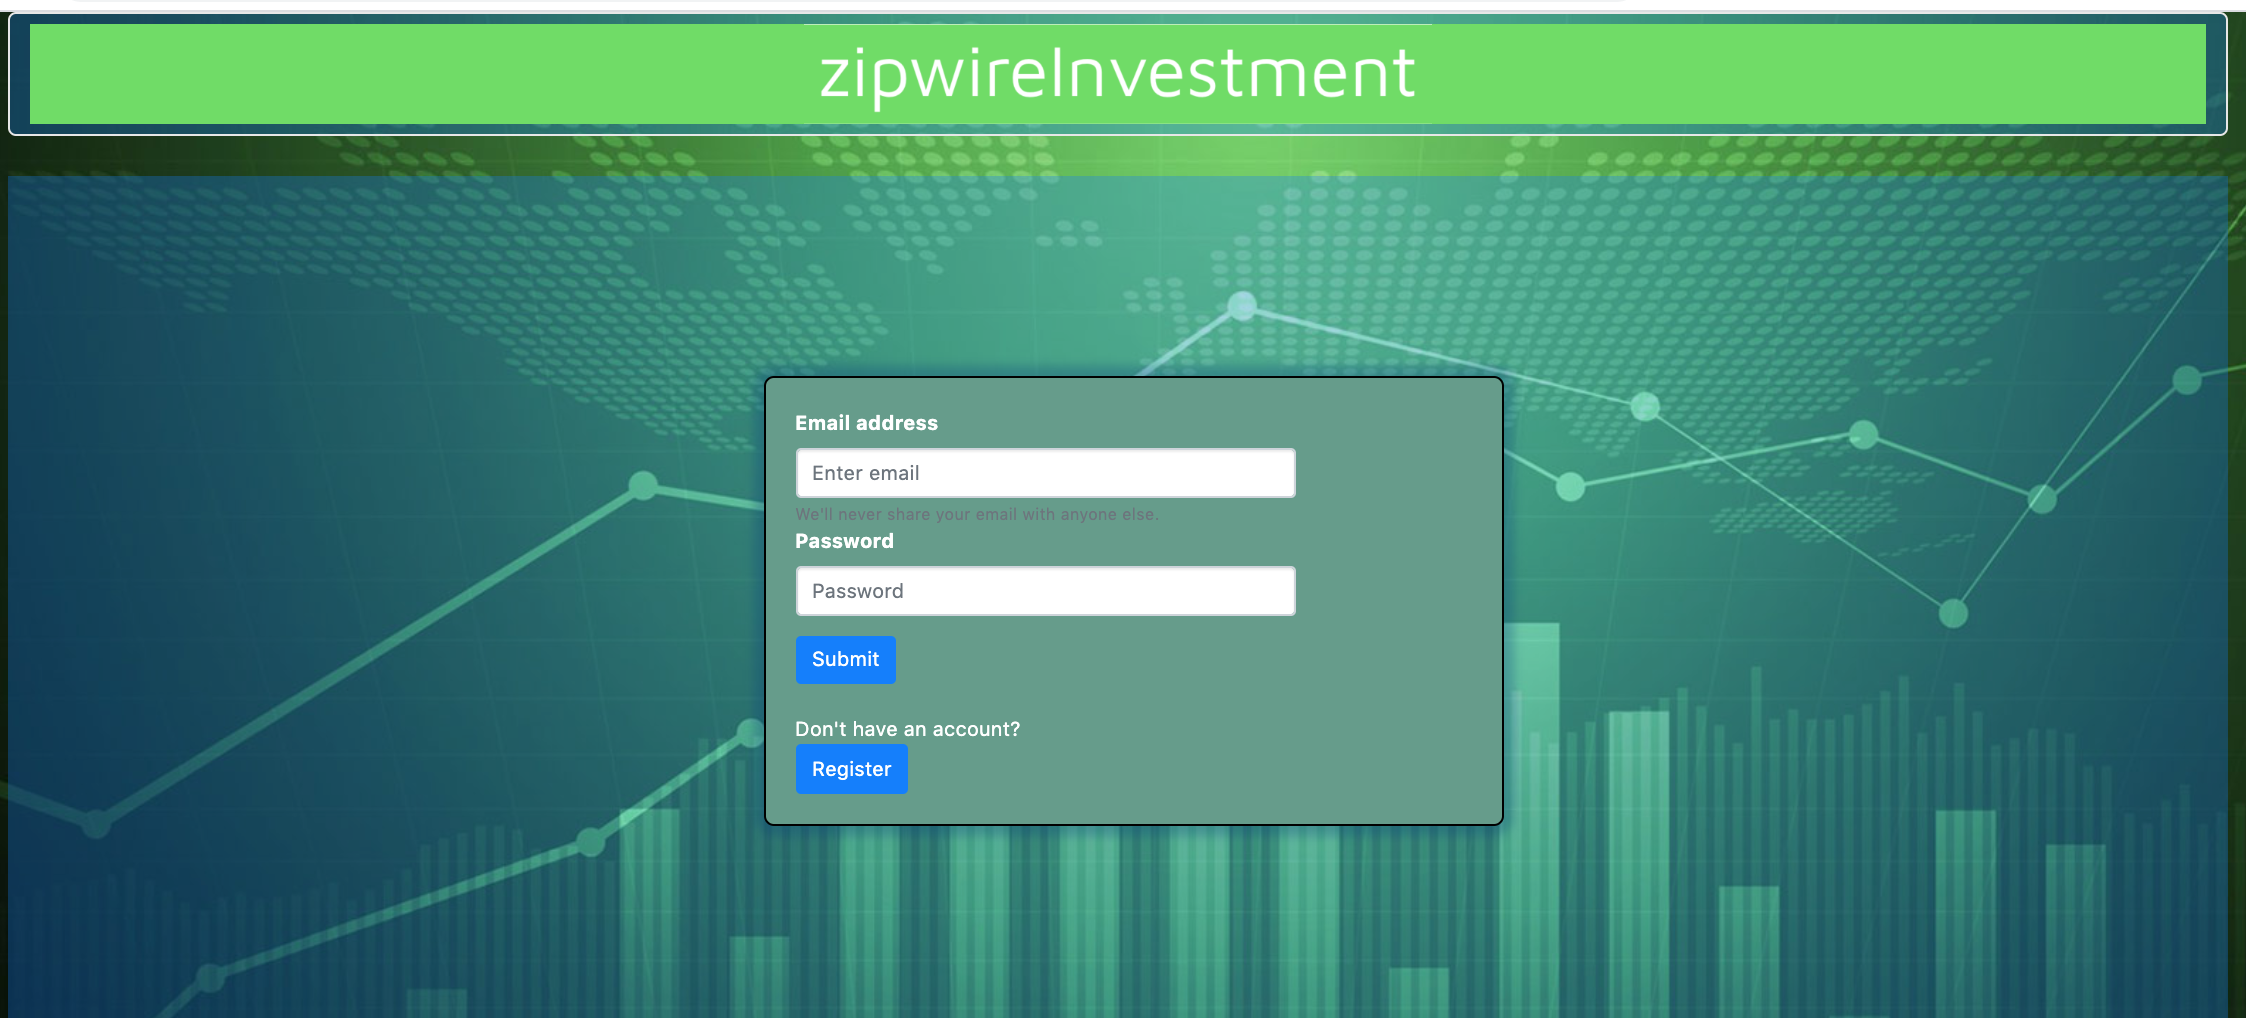 zipwireInvestment
Email address
Enter email
We'll never share your email with anyone else.
Password
Password
Submit
Don't have an account?
Register